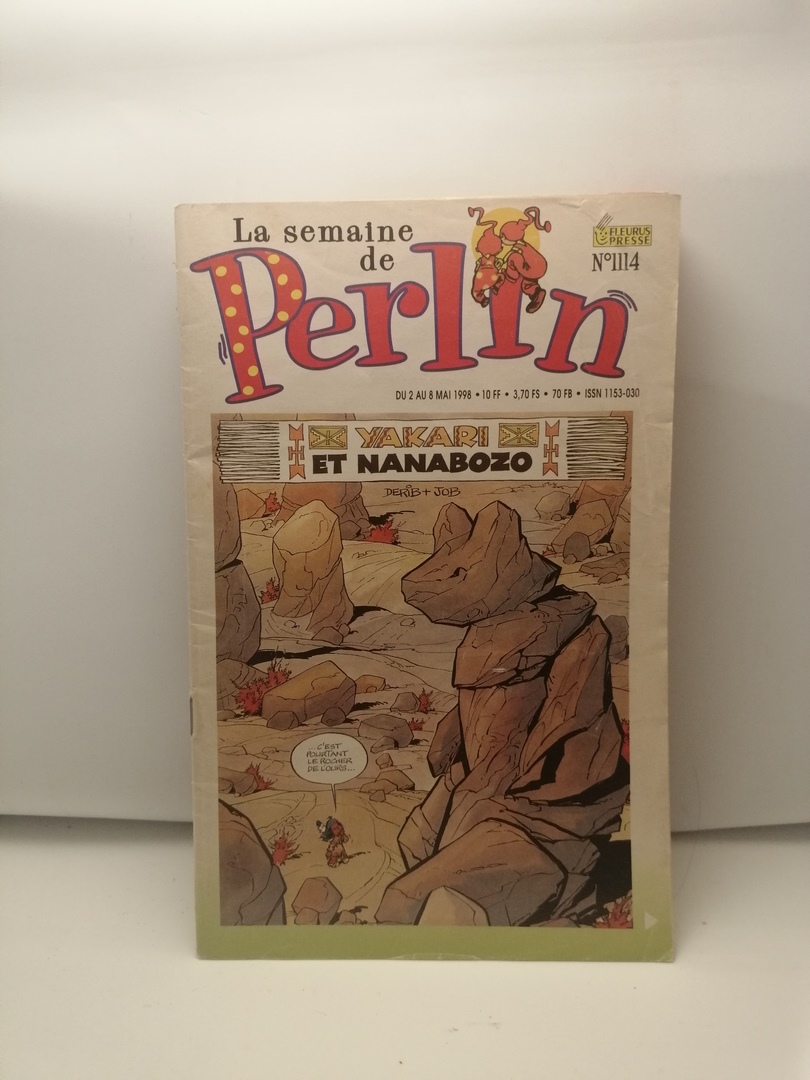 La semaine
de
Perlin
FLEURUS
PRESSE
N°1114
DU 2 AU 8 MAI 1998 • 10 FF • 3,70 FS • 70 FB • ISSN 1153-030
YAKARI
ET NANABOZO
DERIB + JOB
...C'EST
POURTANT
LE ROCHER
DE L'OURS...